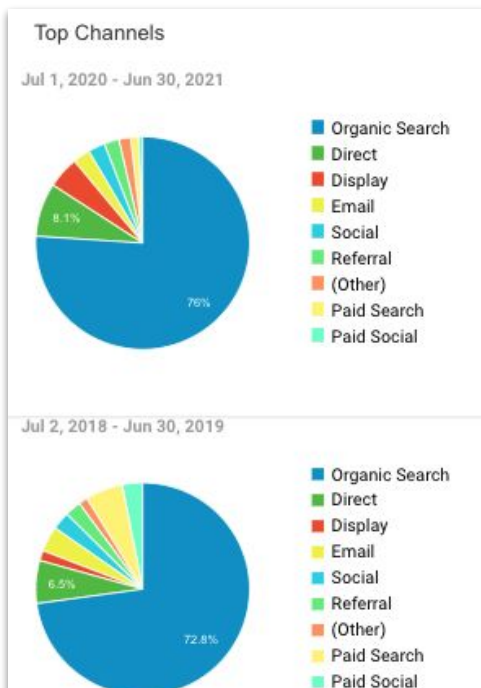 Top Channels
Jul 1, 2020 - Jun 30, 2021
Organic Search
Direct
Display
Email
Social
Referral
(Other)
Paid Search
Paid Social
8.1%
76%
Jul 2, 2018 - Jun 30, 2019
Organic Search
Direct
Display
Email
Social
Referral
(Other)
Paid Search
Paid Social
6.5%
72.8%